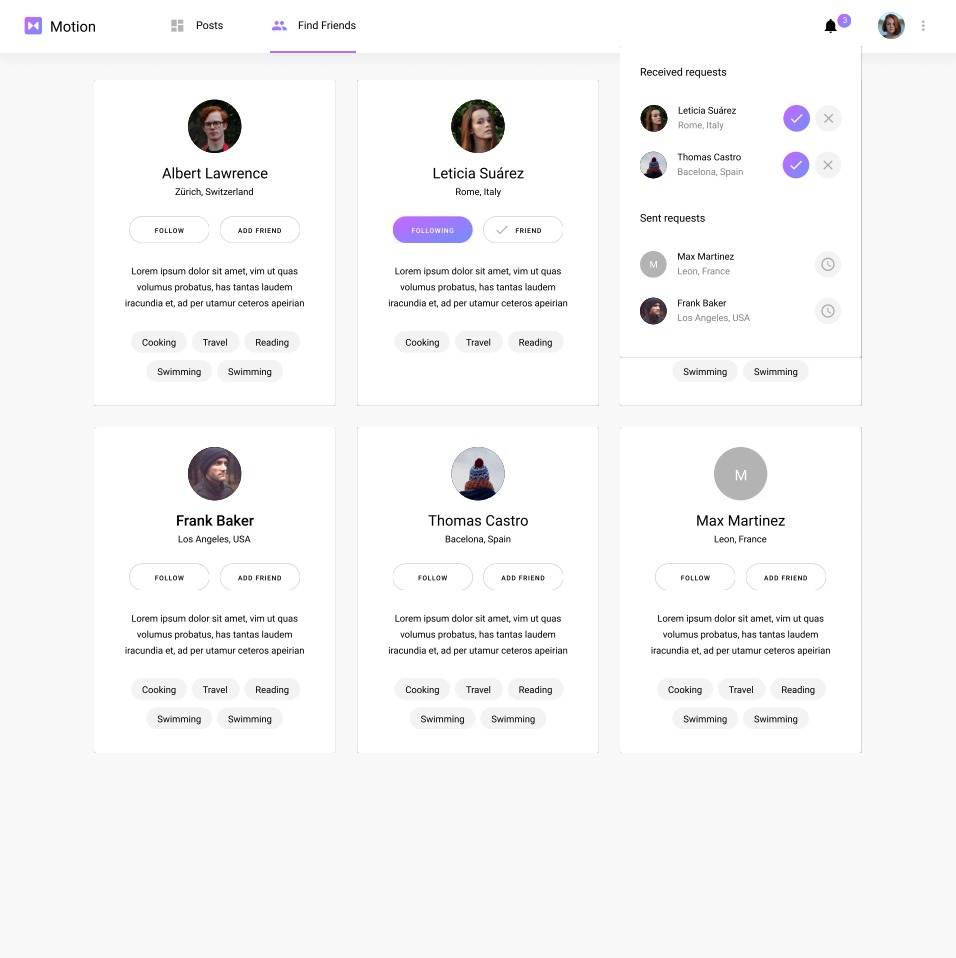 Motion
Posts
Find Friends
3
Received requests
Leticia Suárez
Rome, Italy
Thomas Castro
Bacelona, Spain
Sent requests
M
Max Martinez
Leon, France
Frank Baker
Los Angeles, USA
Albert Lawrence
Zürich, Switzerland
FOLLOW
ADD FRIEND
Lorem ipsum dolor sit amet, vim ut quas
volumus probatus, has tantas laudem
iracundia et, ad per utamur ceteros apeirian
Cooking
Travel
Reading
Swimming
Swimming
Leticia Suárez
Rome, Italy
FOLLOWING
FRIEND
Lorem ipsum dolor sit amet, vim ut quas
volumus probatus, has tantas laudem
iracundia et, ad per utamur ceteros apeirian
Cooking
Travel
Reading
Swimming
Swimming
Frank Baker
Los Angeles, USA
FOLLOW
ADD FRIEND
Lorem ipsum dolor sit amet, vim ut quas
volumus probatus, has tantas laudem
iracundia et, ad per utamur ceteros apeirian
Cooking
Travel
Reading
Swimming
Swimming
Thomas Castro
Bacelona, Spain
FOLLOW
ADD FRIEND
Lorem ipsum dolor sit amet, vim ut quas
volumus probatus, has tantas laudem
iracundia et, ad per utamur ceteros apeirian
Cooking
Travel
Reading
Swimming
Swimming
M
Max Martinez
Leon, France
FOLLOW
ADD FRIEND
Lorem ipsum dolor sit amet, vim ut quas
volumus probatus, has tantas laudem
iracundia et, ad per utamur ceteros apeirian
Cooking
Travel
Reading
Swimming
Swimming